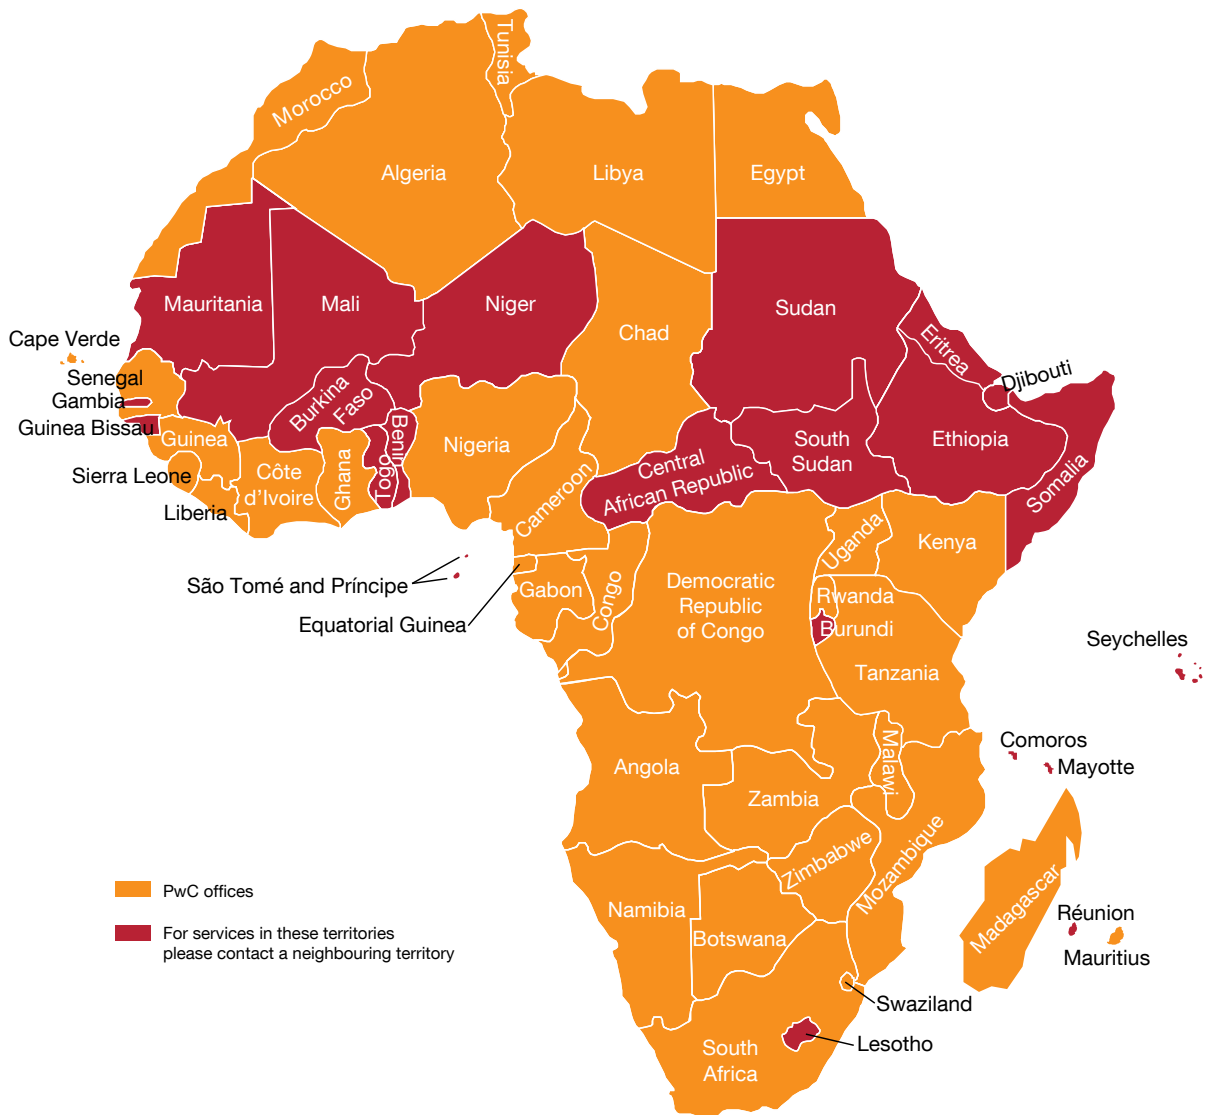 Tunisia
Morocco
Algeria
Libya
Egypt
Mauritania
Mali
Niger
Chad
Sudan
Eritrea
Djibouti
Cape Verde
Senegal
Gambia
Guinea Bissau
Guinea
Sierra Leone
Liberia
Côte
d'Ivoire
Burkina
Faso
Ghana
Togo
Benin
Nigeria
Cameroon
Central
African Republic
South
Sudan
Ethiopia
Somalia
São Tomé and Príncipe
Equatorial Guinea
Gabon
Congo
Democratic
Republic
of Congo
Uganda
Kenya
Rwanda
Burundi
Tanzania
Seychelles
Comoros
Mayotte
Angola
Zambia
Malawi
Mozambique
Zimbabwe
Namibia
Botswana
Madagascar
Réunion
Mauritius
Swaziland
Lesotho
South
Africa
PwC offices
For services in these territories
please contact a neighbouring territory